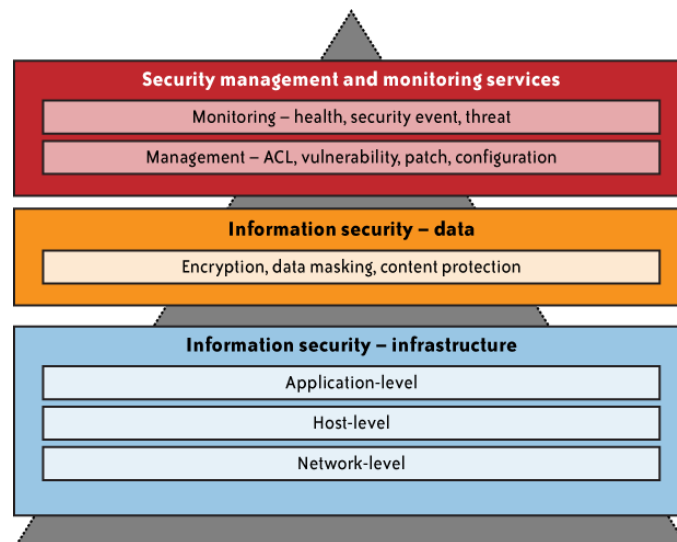 Security management and monitoring services
Monitoring – health, security event, threat
Management – ACL, vulnerability, patch, configuration
Information security – data
Encryption, data masking, content protection
Information security – infrastructure
Application-level
Host-level
Network-level